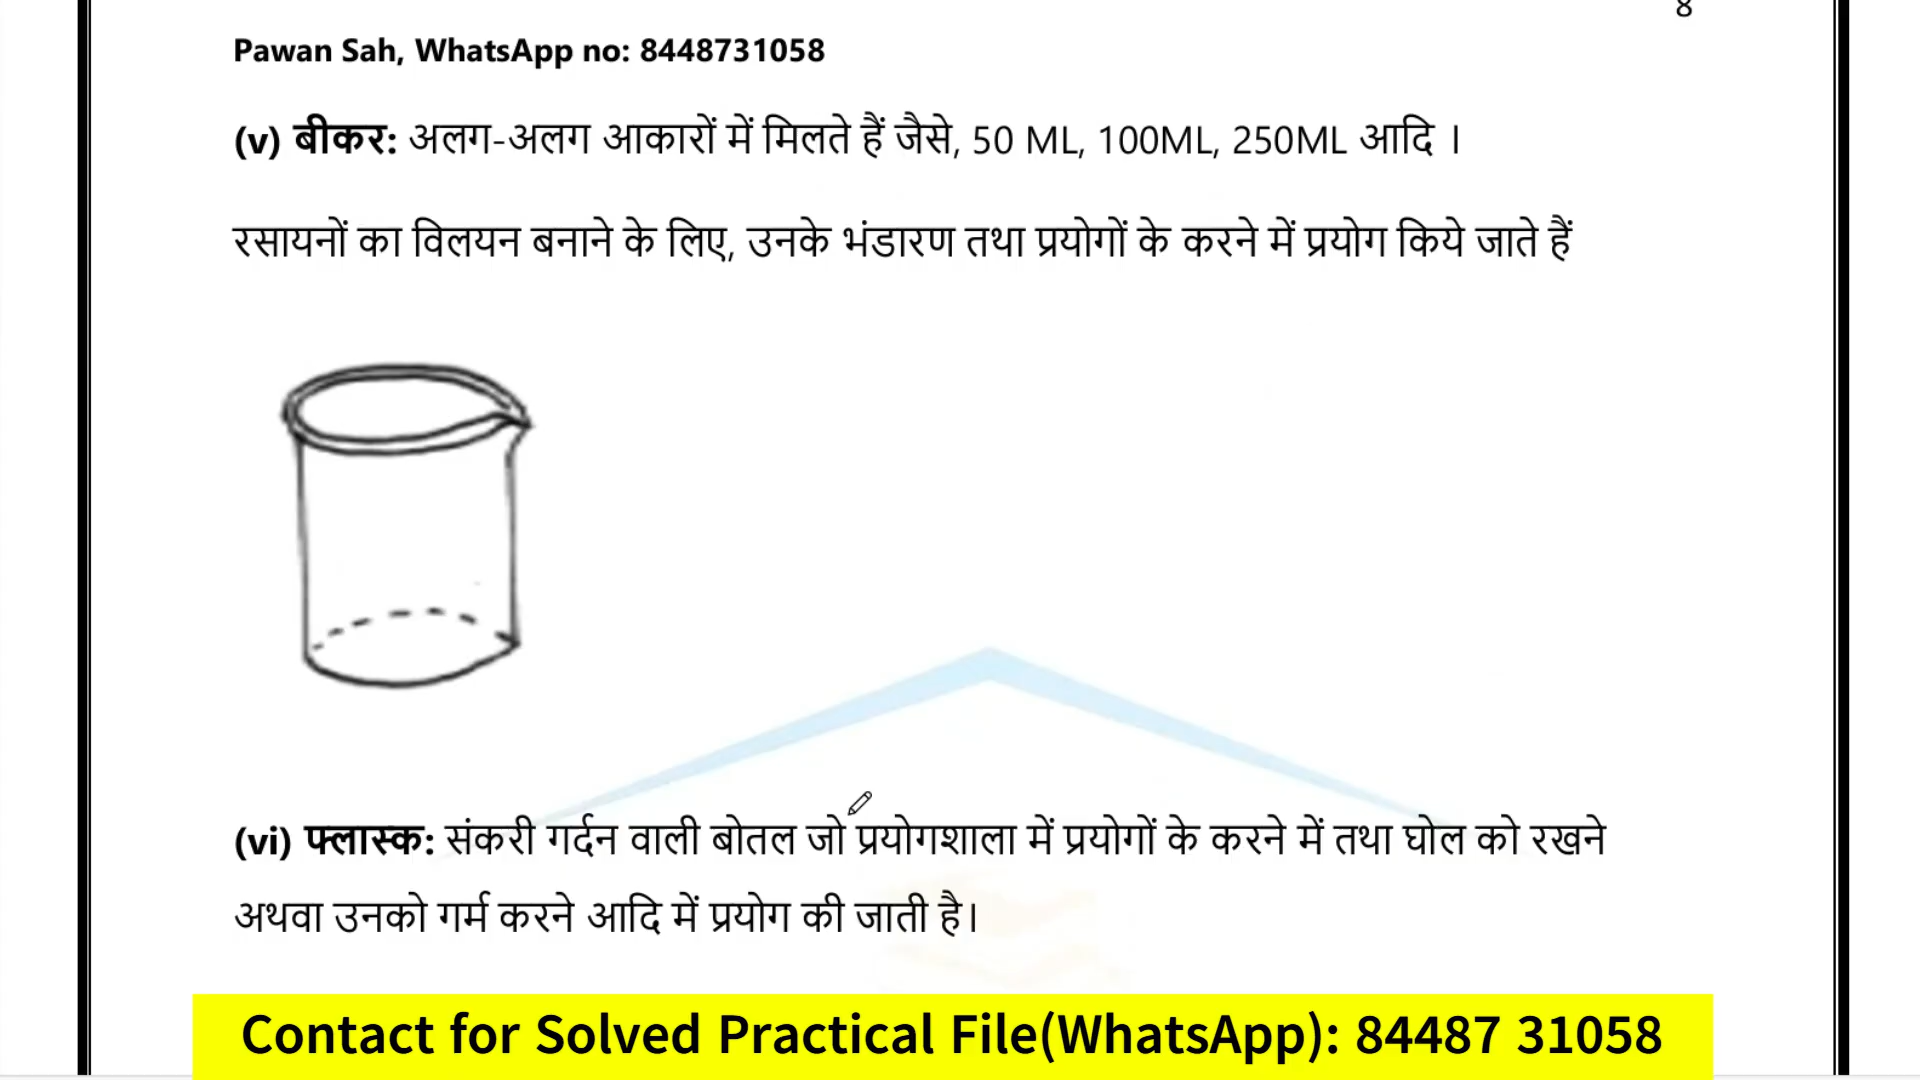 8
Pawan Sah, WhatsApp no: 8448731058
(v) बीकर: अलग-अलग आकारों में मिलते हैं जैसे, 50 ML, 100ML, 250ML आदि ।
रसायनों का विलयन बनाने के लिए, उनके भंडारण तथा प्रयोगों के करने में प्रयोग किये जाते हैं
(vi) फ्लास्क: संकरी गर्दन वाली बोतल जो प्रयोगशाला में प्रयोगों के करने में तथा घोल को रखने
अथवा उनको गर्म करने आदि में प्रयोग की जाती है।
Contact for Solved Practical File(WhatsApp): 84487 31058